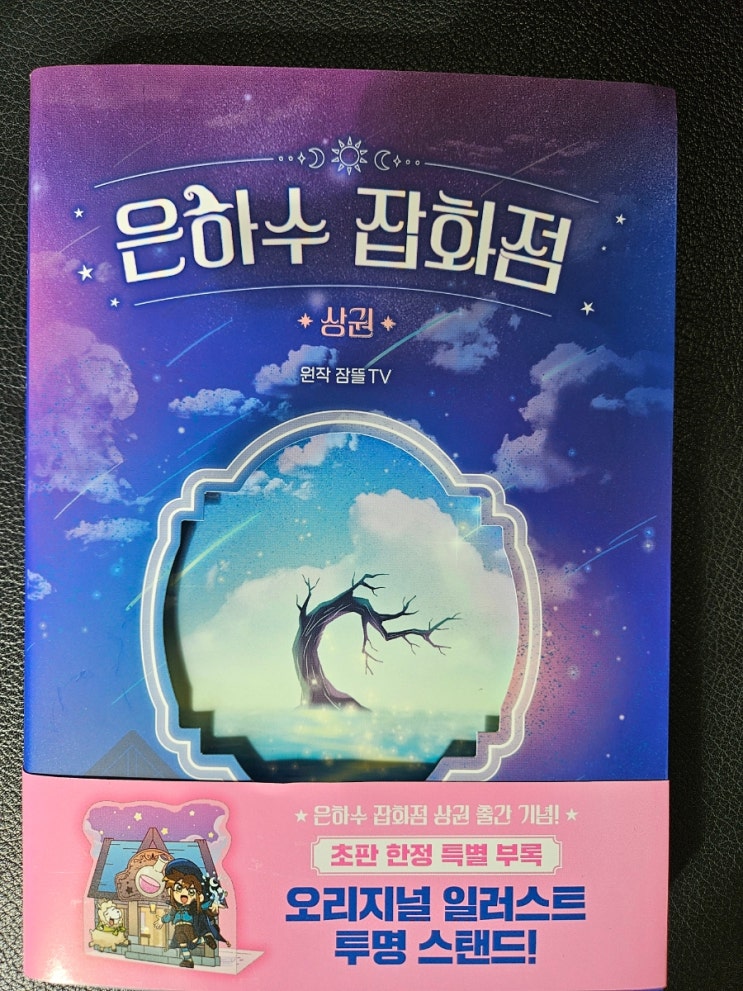 은하수 잡화점
상권
원작 잠뜰TV
은하수 잡화점 상권 출간 기념!
초판 한정 특별 부록
오리지널 일러스트
투명 스탠드!